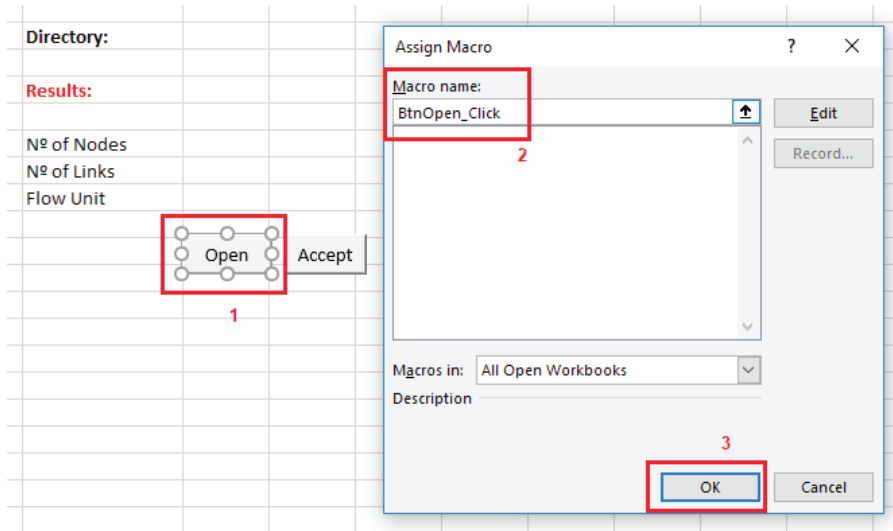 Directory:
Results:
Nº of Nodes
Nº of Links
Flow Unit
Open
Accept
1
Assign Macro
?
Macro name:
BtnOpen_Click
Edit
2
Record...
Macros in: All Open Workbooks
Description
3
OK
Cancel